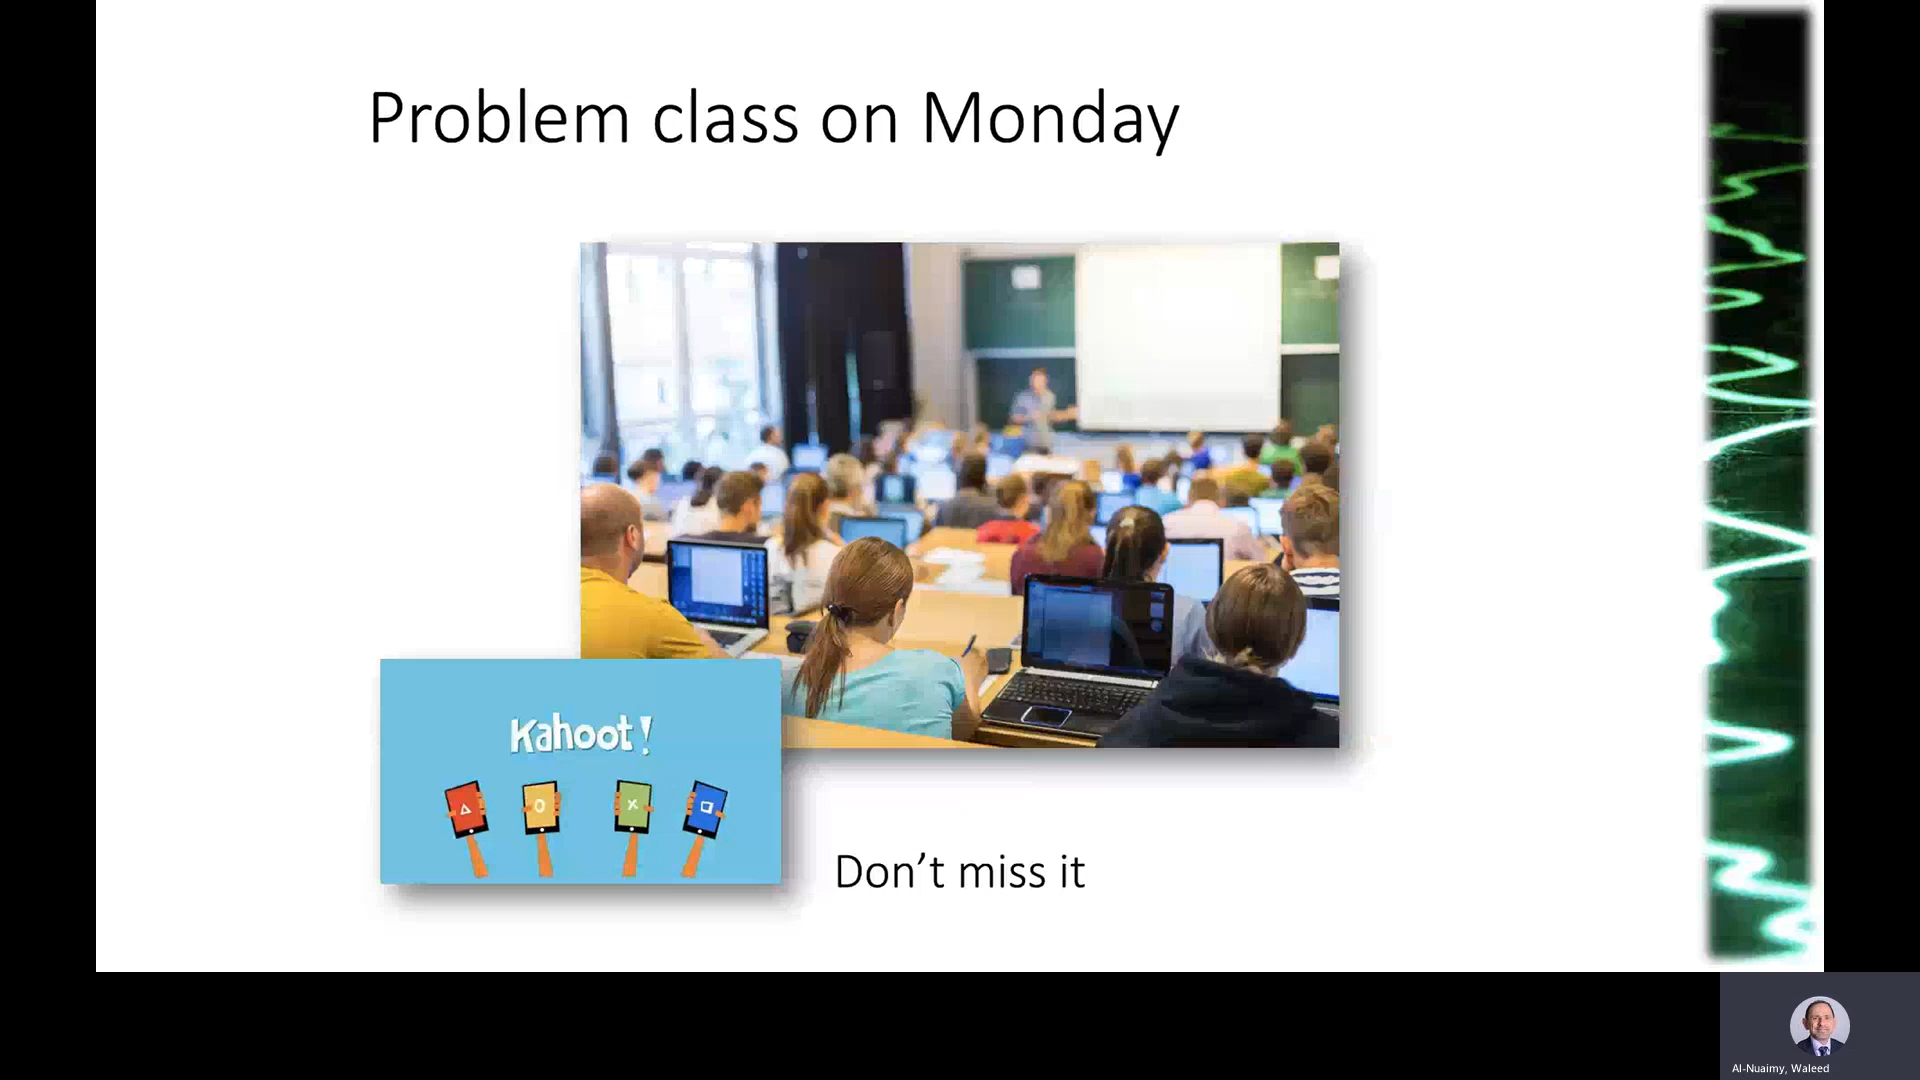 Problem class on Monday
Kahoot!
Don’t miss it
Al-Nuaimy, Waleed